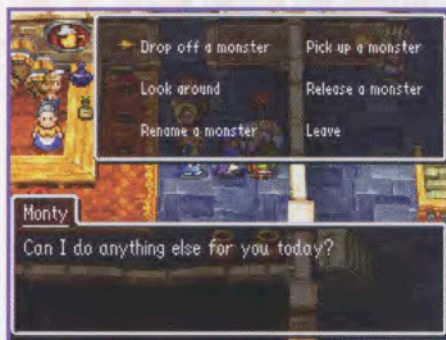 Drop off a monster Pick up a monster
Look around Release a monster
Rename a monster Leave
Monty
Can I do anything else for you today?